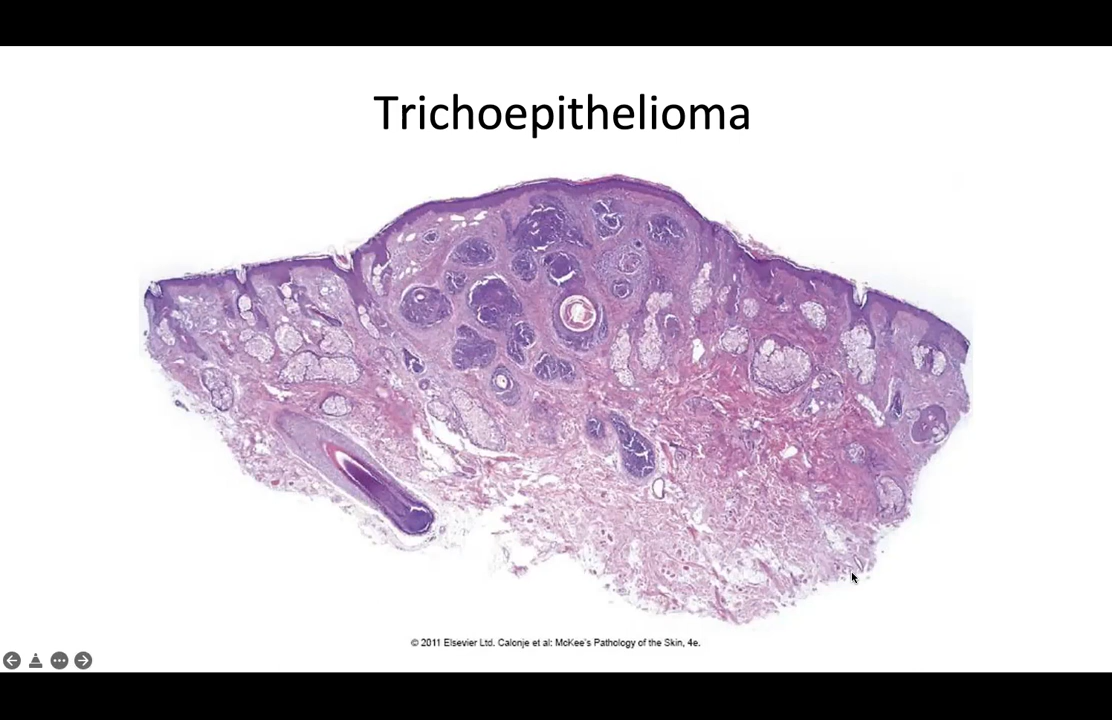 Trichoepithelioma
© 2011 Elsevier Ltd. Calonje et al: McKee's Pathology of the Skin, 4e.